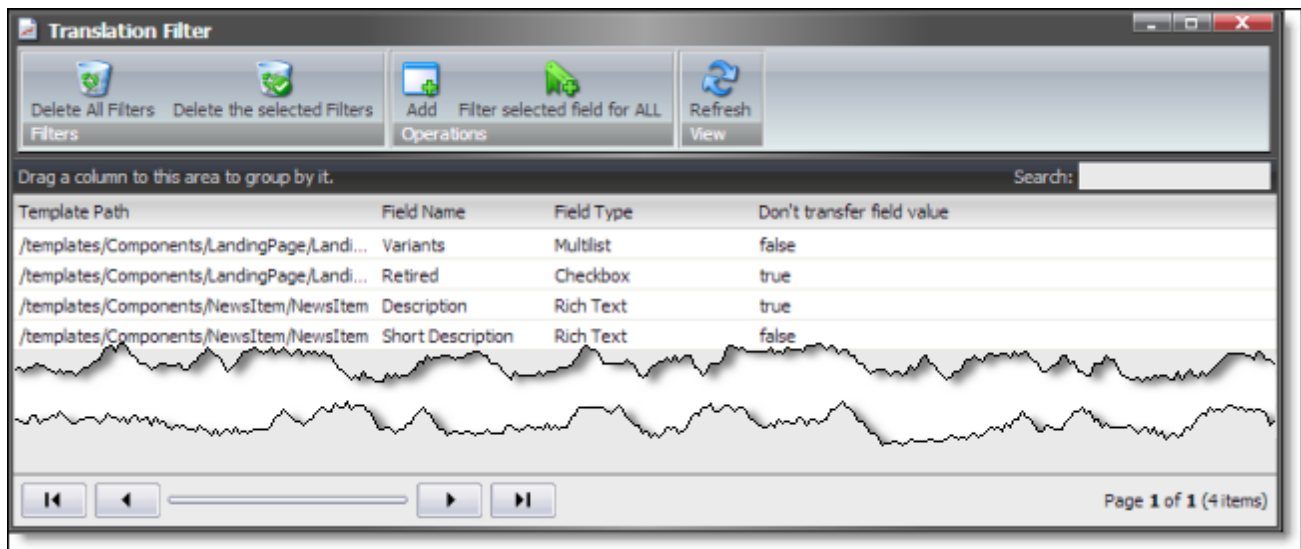 Translation Filter
Delete All Filters Delete the selected Filters Add Filter selected field for ALL Refresh
Filters Operations View
Drag a column to this area to group by it. Search:
Template Path Field Name Field Type Don't transfer field value
/templates/Components/LandingPage/Landi... Variants Multilist false
/templates/Components/LandingPage/Landi... Retired Checkbox true
/templates/Components/NewsItem/NewsItem Description Rich Text true
/templates/Components/NewsItem/NewsItem Short Description Rich Text false
Page 1 of 1 (4 items)